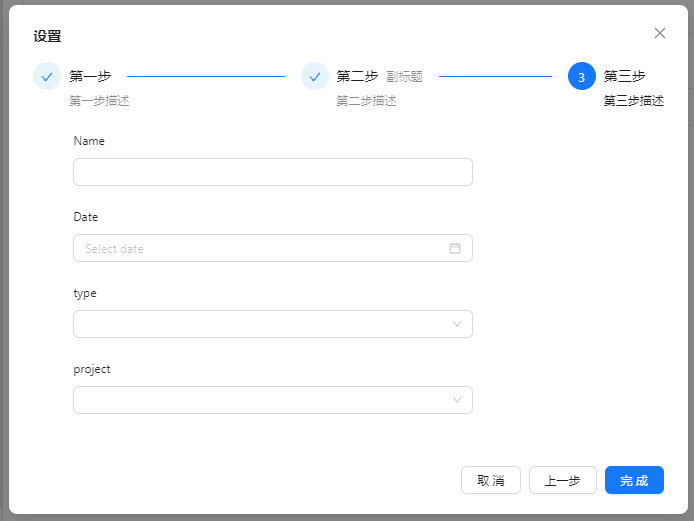 设置
第一步
第二步 副标题
3 第三步
第一步描述
第二步描述
第三步描述
Name
Date
Select date
type
project
取消
上一步
完成